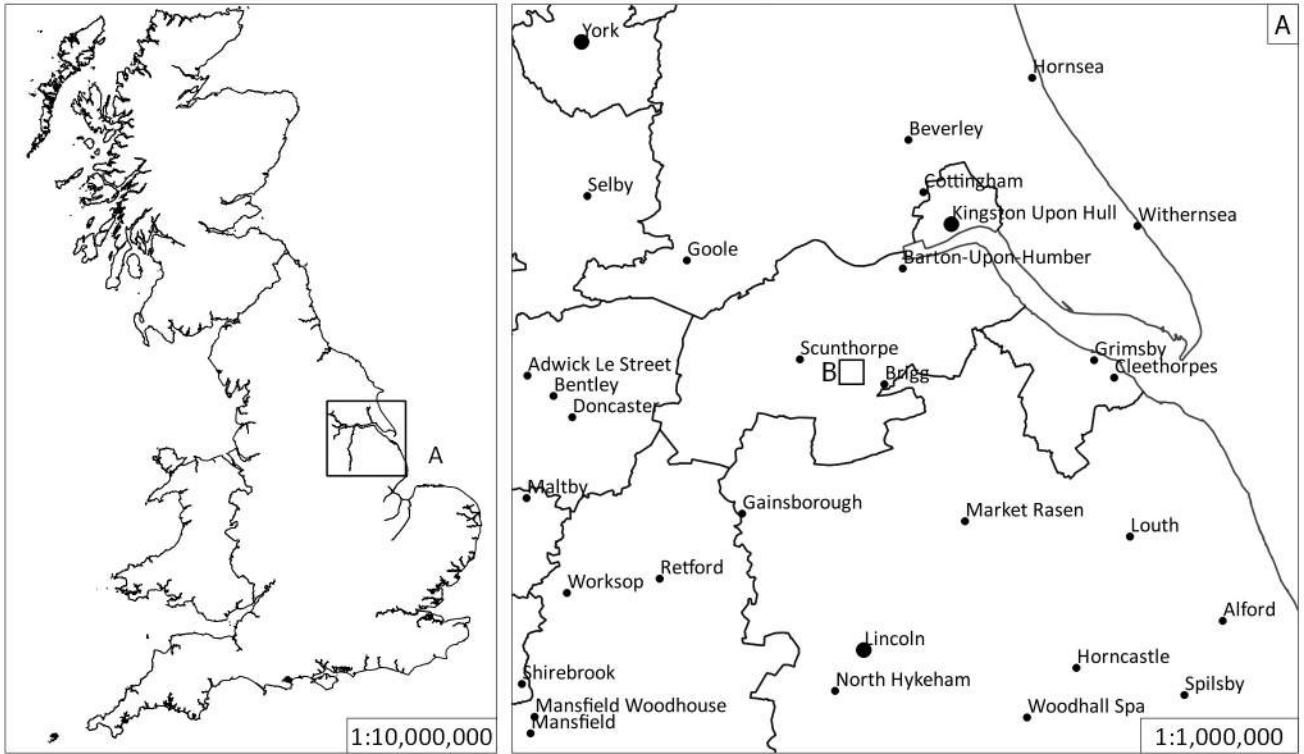 A
1:10,000,000
A
York
Hornsea
Beverley
Cottingham
Selby
Kingston Upon Hull
Withernsea
Goole
Barton-Upon-Humber
Scunthorpe
Grimsby
Adwick Le Street
B
Brigg
Cleethorpes
Bentley
Doncaster
Maltby
Gainsborough
Market Rasen
Louth
Worksop
Retford
Alford
Lincoln
Horncastle
Shirebrook
North Hykeham
Spilsby
Mansfield Woodhouse
Woodhall Spa
Mansfield
1:1,000,000